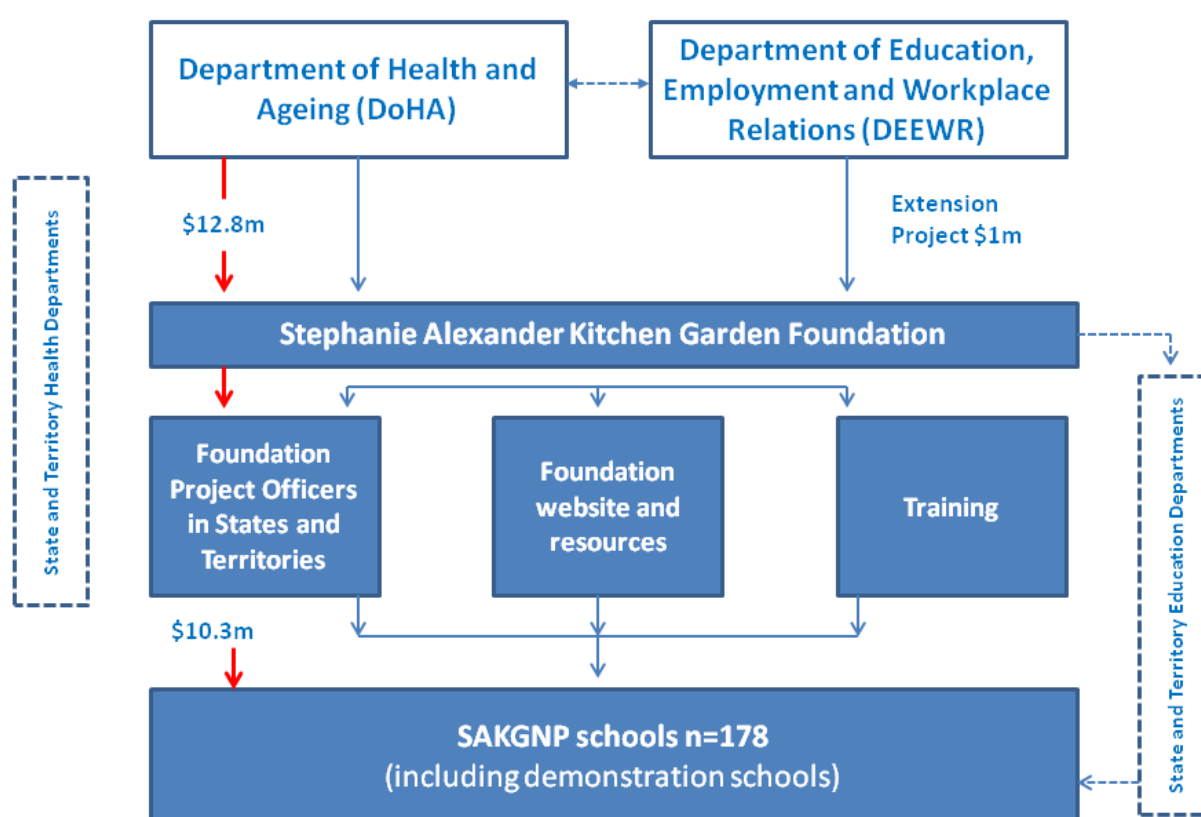 Department of Health and
Ageing (DoHA)
Department of Education,
Employment and Workplace
Relations (DEEWR)
$12.8m
Extension
Project $1m
State and Territory Health Departments
Stephanie Alexander Kitchen Garden Foundation
Foundation
Project Officers
in States and
Territories
Foundation
website and
resources
Training
State and Territory Education Departments
$10.3m
SAKGNP schools n=178
(including demonstration schools)